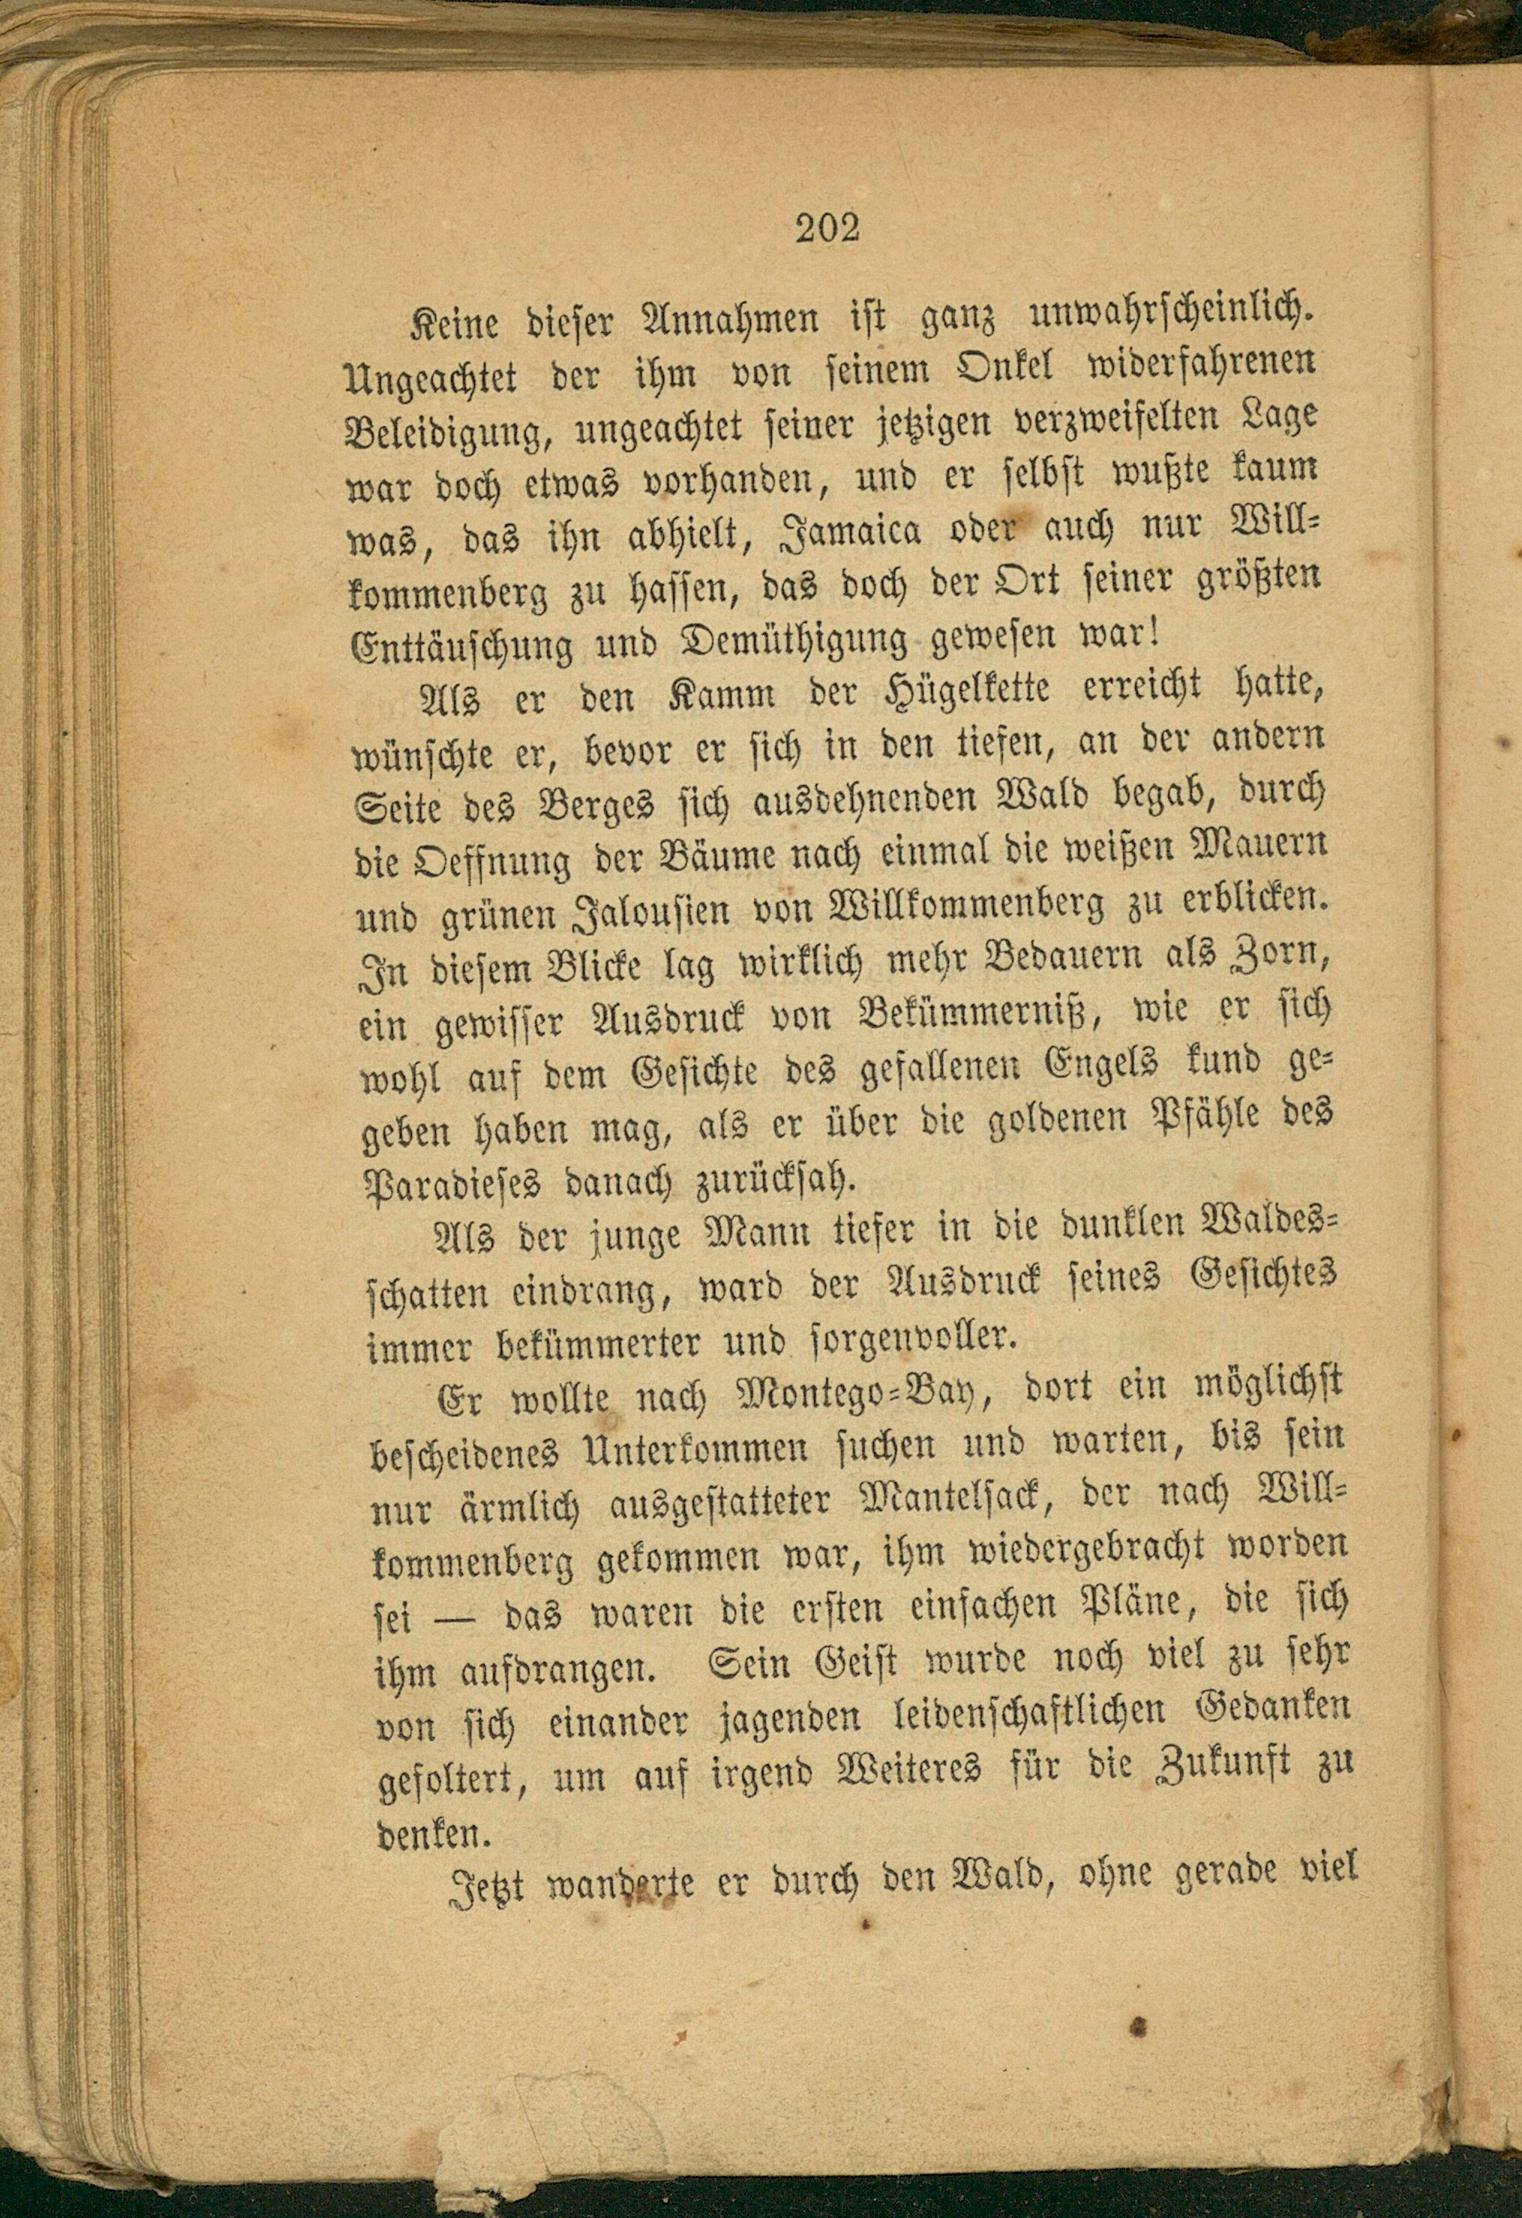 202
Keine dieser Annahmen ist ganz unwahrscheinlich.
Ungeachtet der ihm von seinem Onkel widerfahrenen
Beleidigung, ungeachtet seiner jetzigen verzweifelten Lage
war doch etwas vorhanden, und er selbst wußte kaum
was, das ihn abhielt, Jamaica oder auch nur Will-
kommenberg zu hassen, das doch der Ort seiner größten
Enttäuschung und Demüthigung gewesen war!
Als er den Kamm der Hügelkette erreicht hatte,
wünschte er, bevor er sich in den tiefen, an der andern
Seite des Berges sich ausdehnenden Wald begab, durch
die Oeffnung der Bäume nach einmal die weißen Mauern
und grünen Jalousien von Willkommenberg zu erblicken.
In diesem Blicke lag wirklich mehr Bedauern als Zorn,
ein gewisser Ausdruck von Bekümmerniß, wie er sich
wohl auf dem Gesichte des gefallenen Engels kund ge-
geben haben mag, als er über die goldenen Pfähle des
Paradieses danach zurücksah.
Als der junge Mann tiefer in die dunklen Waldes-
schatten eindrang, ward der Ausdruck seines Gesichtes
immer bekümmerter und sorgenvoller.
Er wollte nach Montego-Bay, dort ein möglichst
bescheidenes Unterkommen suchen und warten, bis sein
nur ärmlich ausgestatteter Mantelsack, der nach Will-
kommenberg gekommen war, ihm wiedergebracht worden
sei — das waren die ersten einfachen Pläne, die sich
ihm aufdrangen. Sein Geist wurde noch viel zu sehr
von sich einander jagenden leidenschaftlichen Gedanken
gefoltert, um auf irgend Weiteres für die Zukunft zu
denken.
Jetzt wanderte er durch den Wald, ohne gerade viel